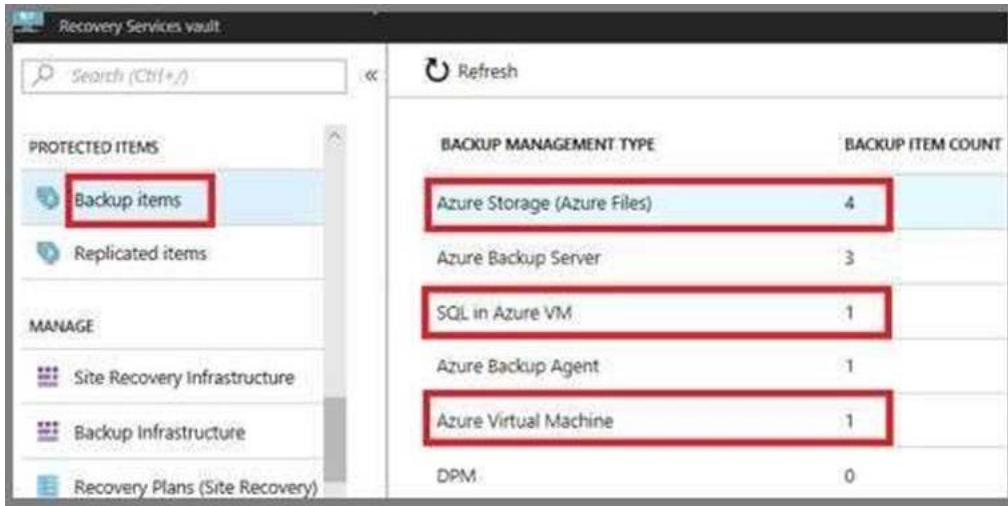 Recovery Services vault
Search (Ctrl+/)
«
Refresh
PROTECTED ITEMS
Backup items
Replicated items
MANAGE
Site Recovery Infrastructure
Backup Infrastructure
Recovery Plans (Site Recovery)
BACKUP MANAGEMENT TYPE BACKUP ITEM COUNT
Azure Storage (Azure Files) 4
Azure Backup Server 3
SQL in Azure VM 1
Azure Backup Agent 1
Azure Virtual Machine 1
DPM 0